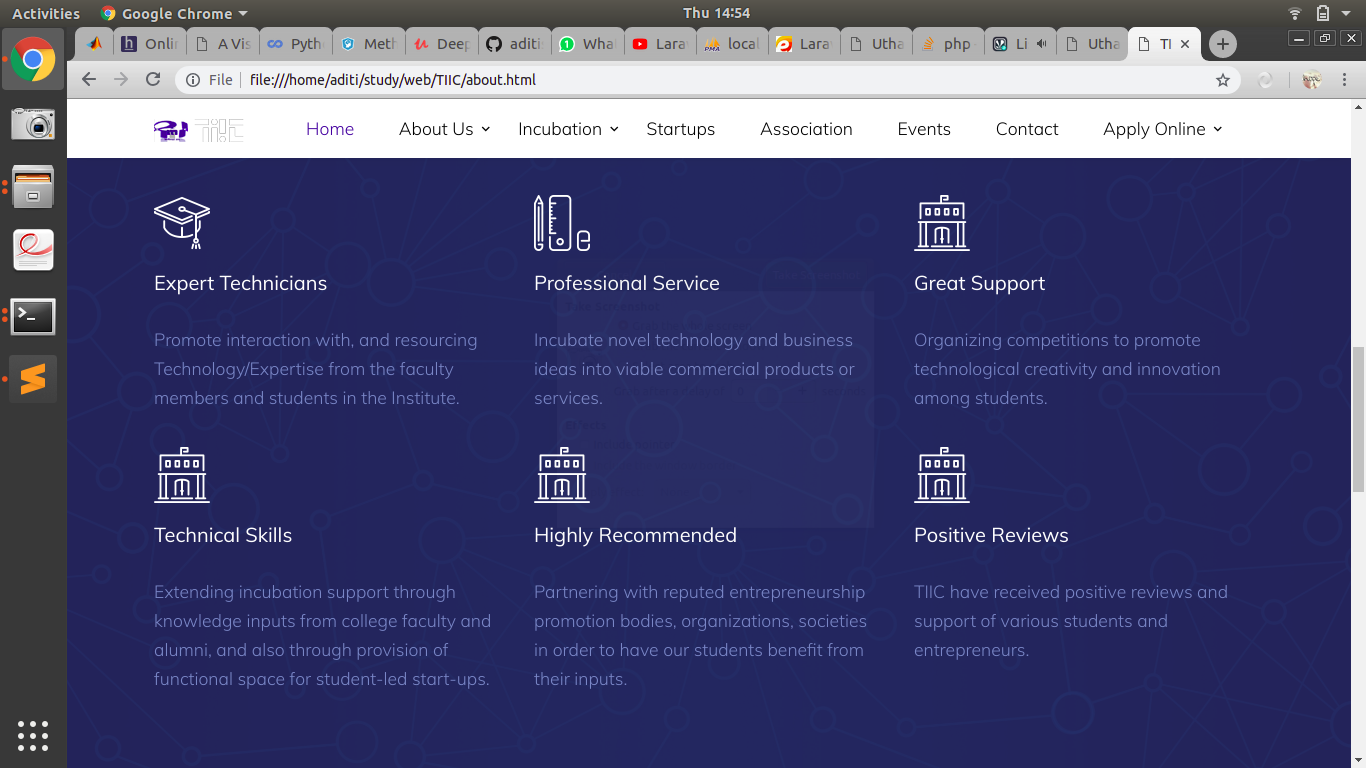 Activities Google Chrome Thu 14:54
Onlin A Vis Pytho Meth Deep aditi Wha Larav local Larav Utha php Li Utha TI
File file:///home/aditi/study/web/TIIC/about.html
TIIC Home About Us Incubation Startups Association Events Contact Apply Online
Expert Technicians
Professional Service
Great Support
Promote interaction with, and resourcing
Technology/Expertise from the faculty
members and students in the Institute.
Incubate novel technology and business
ideas into viable commercial products or
services.
Organizing competitions to promote
technological creativity and innovation
among students.
Technical Skills
Highly Recommended
Positive Reviews
Extending incubation support through
knowledge inputs from college faculty and
alumni, and also through provision of
functional space for student-led start-ups.
Partnering with reputed entrepreneurship
promotion bodies, organizations, societies
in order to have our students benefit from
their inputs.
TIIC have received positive reviews and
support of various students and
entrepreneurs.